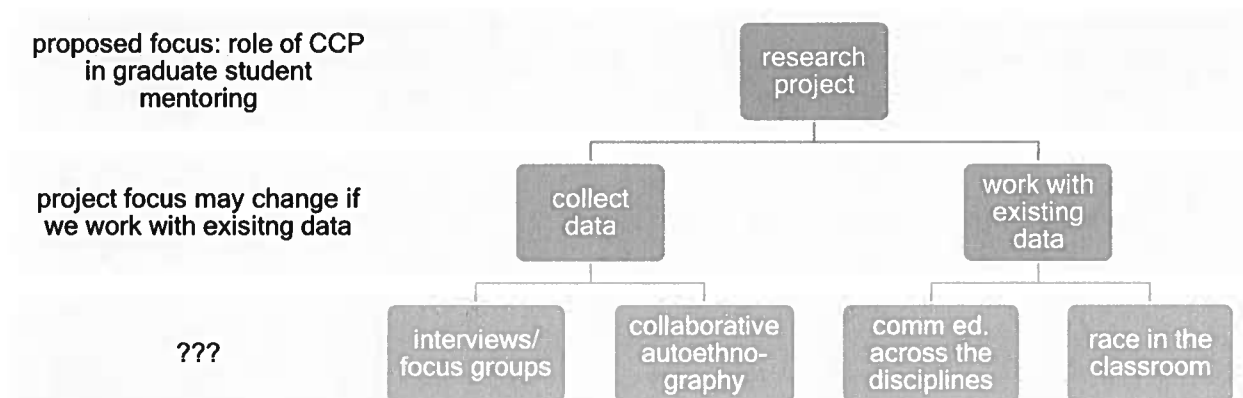 proposed focus: role of CCP
in graduate student
mentoring
research
project
project focus may change if
we work with exisitng data
collect
data
work with
existing
data
???
interviews/
focus groups
collaborative
autoethno-
graphy
comm ed.
across the
disciplines
race in the
classroom